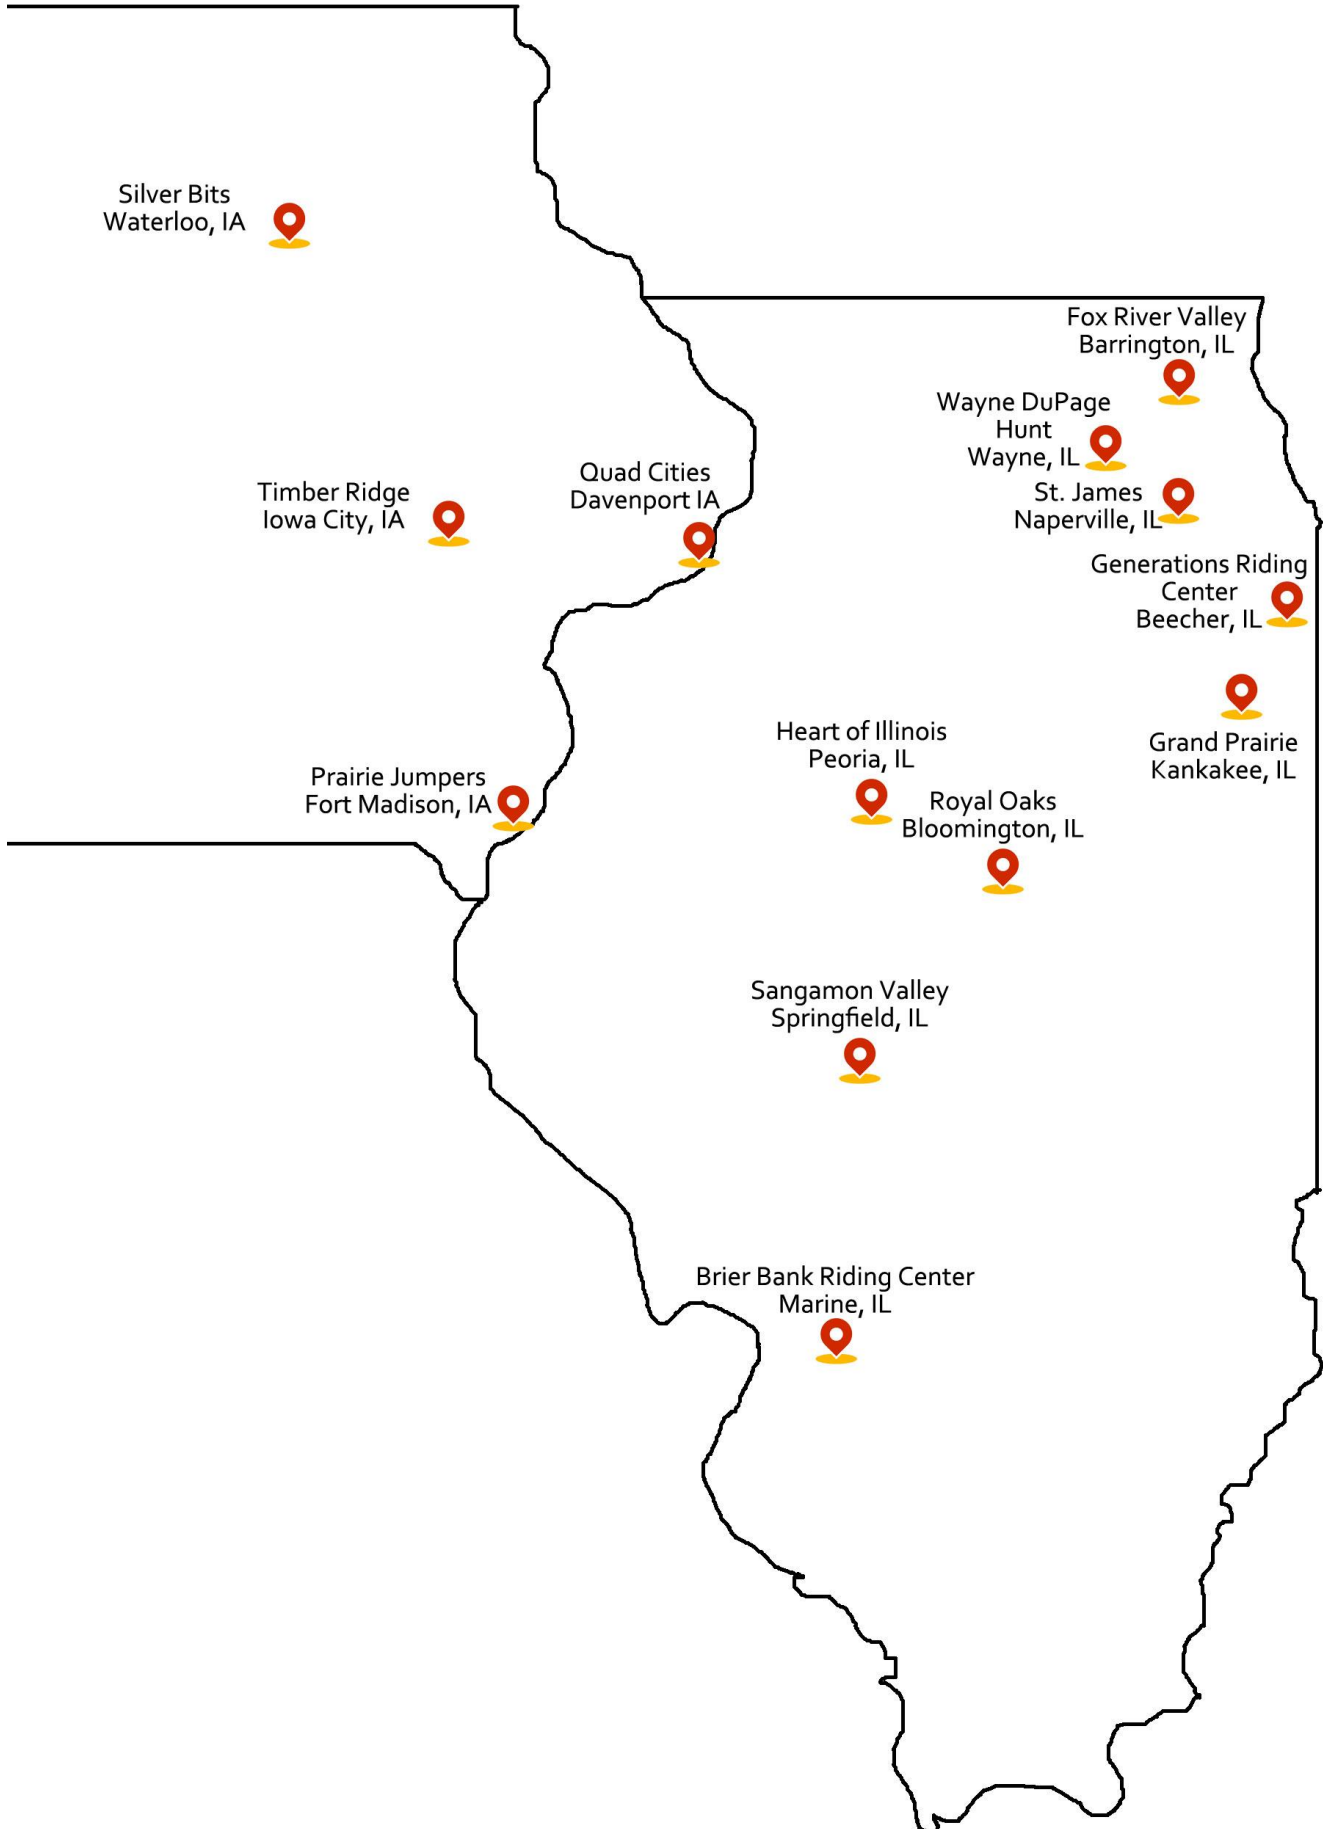 Silver Bits
Waterloo, IA
Fox River Valley
Barrington, IL
Wayne DuPage
Hunt
Wayne, IL
Quad Cities
Davenport IA
Timber Ridge
Iowa City, IA
St. James
Naperville, IL
Generations Riding
Center
Beecher, IL
Heart of Illinois
Peoria, IL
Grand Prairie
Kankakee, IL
Prairie Jumpers
Fort Madison, IA
Royal Oaks
Bloomington, IL
Sangamon Valley
Springfield, IL
Brier Bank Riding Center
Marine, IL